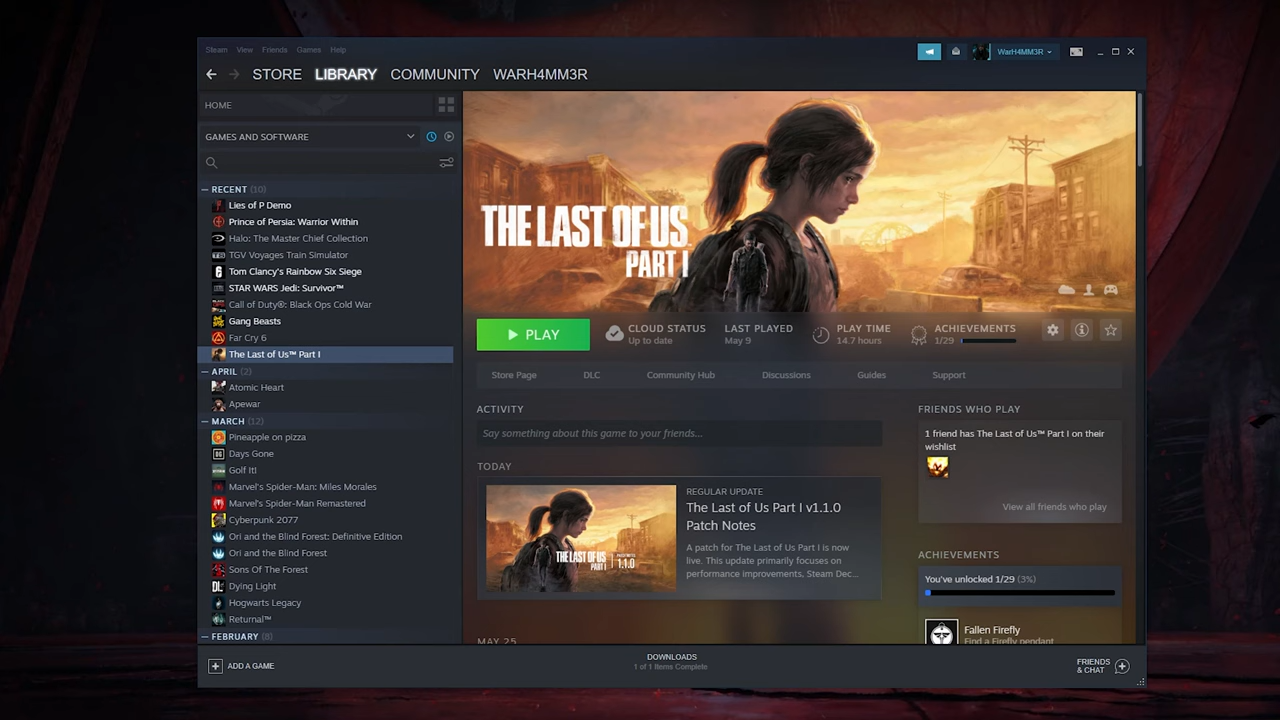 Steam View Friends Games Help
WarH4MM3R
STORE LIBRARY COMMUNITY WARH4MM3R
HOME
GAMES AND SOFTWARE
RECENT (10)
Lies of P Demo
Prince of Persia: Warrior Within
Halo: The Master Chief Collection
TGV Voyages Train Simulator
Tom Clancy's Rainbow Six Siege
STAR WARS Jedi: Survivor™
Call of Duty®: Black Ops Cold War
Gang Beasts
Far Cry 6
The Last of Us™ Part I
APRIL (2)
Atomic Heart
Apewar
MARCH (12)
Pineapple on pizza
Days Gone
Golf It!
Marvel's Spider-Man: Miles Morales
Marvel's Spider-Man Remastered
Cyberpunk 2077
Ori and the Blind Forest: Definitive Edition
Ori and the Blind Forest
Sons Of The Forest
Dying Light
Hogwarts Legacy
Returnal™
FEBRUARY (8)
THE LAST OF US
PART I
PLAY
CLOUD STATUS
Up to date
LAST PLAYED
May 9
PLAY TIME
14.7 hours
ACHIEVEMENTS
1/29
Store Page DLC Community Hub Discussions Guides Support
ACTIVITY
Say something about this game to your friends...
TODAY
THE LAST OF US
PART I
1.1.0
REGULAR UPDATE
The Last of Us Part I v1.1.0
Patch Notes
A patch for The Last of Us Part I is now
live. This update primarily focuses on
performance improvements, Steam Dec...
MAY 25
FRIENDS WHO PLAY
1 friend has The Last of Us™ Part I on their
wishlist
View all friends who play
ACHIEVEMENTS
You've unlocked 1/29 (3%)
Fallen Firefly
Find a Firefly pendant
ADD A GAME
DOWNLOADS
1 of 1 Items Complete
FRIENDS
& CHAT